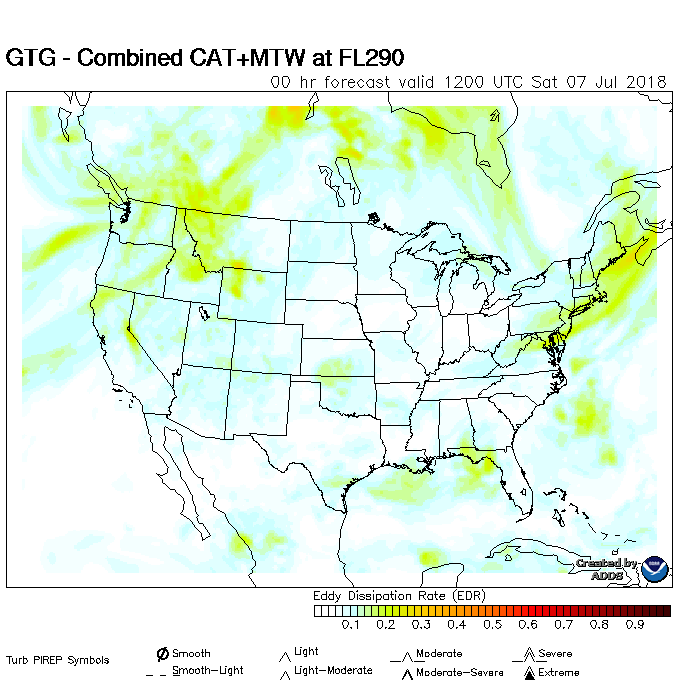 GTG - Combined CAT+MTW at FL290
00 hr forecast valid 1200 UTC Sat 07 Jul 2018
Created by
ADDS
Eddy Dissipation Rate (EDR)
0.1 0.2 0.3 0.4 0.5 0.6 0.7 0.8 0.9
Turb PIREP Symbols
Smooth Light Moderate Severe
Smooth-Light Light-Moderate Moderate-Severe Extreme